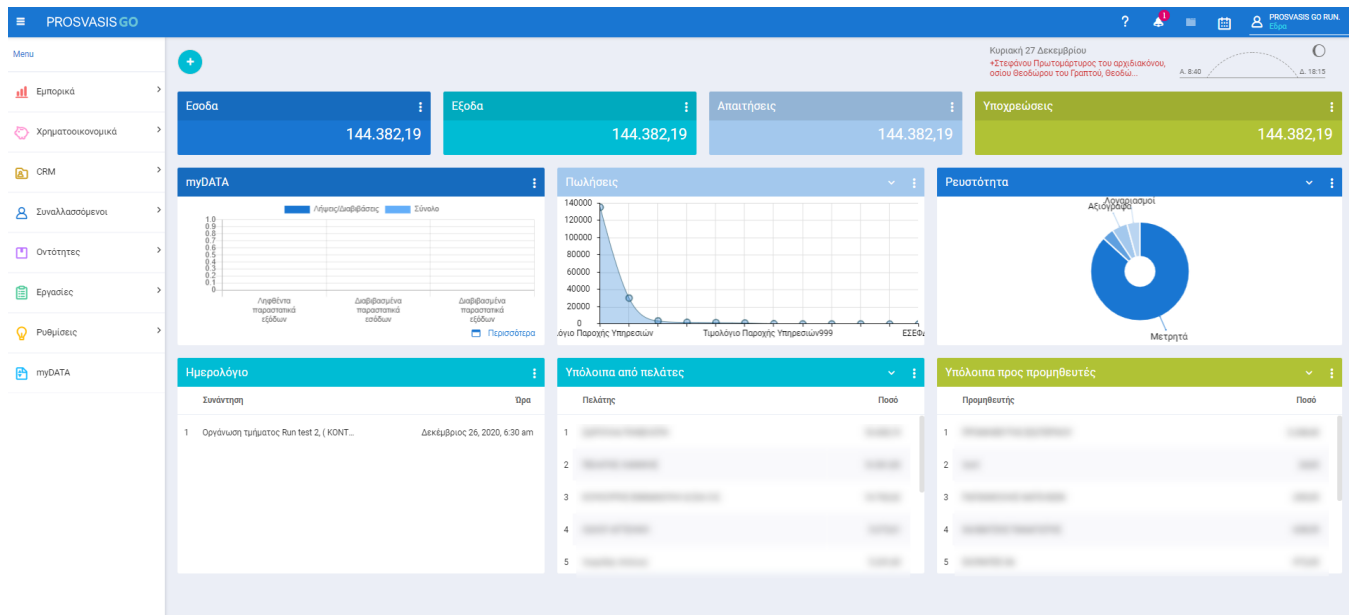 PROSVASIS GO
? 1 PROSVASIS GO RUN.
Εδρα
Menu
Εμπορικά
Χρηματοοικονομικά
CRM
Συναλλασσόμενοι
Οντότητες
Εργασίες
Ρυθμίσεις
myDATA
+
Κυριακή 27 Δεκεμβρίου
+Στεφάνου Πρωτομάρτυρος του αρχιδιακόνου,
οσίου Θεοδώρου του Γραπτού, Θεοδώ...
Α. 8:40
Δ. 18:15
Εσοδα
144.382,19
Εξοδα
144.382,19
Απαιτήσεις
144.382,19
Υποχρεώσεις
144.382,19
myDATA
Λήψεις/Διαβιβάσεις Σύνολο
1.0
0.9
0.8
0.7
0.6
0.5
0.4
0.3
0.2
0.1
0
Ληφθέντα
παραστατικά
εξόδων
Διαβιβασμένα
παραστατικά
εσόδων
Διαβιβασμένα
παραστατικά
εξόδων
Περισσότερα
Πωλήσεις
140000
120000
100000
80000
60000
40000
20000
0
λόγιο Παροχής Υπηρεσιών
Τιμολόγιο Παροχής Υπηρεσιών999
ΕΣΕΦ
Ρευστότητα
Λογαριασμοί
Αξιόγραφα
Μετρητά
Ημερολόγιο
Συνάντηση Ώρα
1 Οργάνωση τμήματος Run test 2, ( ΚΟΝΤ... Δεκέμβριος 26, 2020, 6:30 am
Υπόλοιπα από πελάτες
Πελάτης Ποσό
1
2
3
4
5
Υπόλοιπα προς προμηθευτές
Προμηθευτής Ποσό
1
2
3
4
5